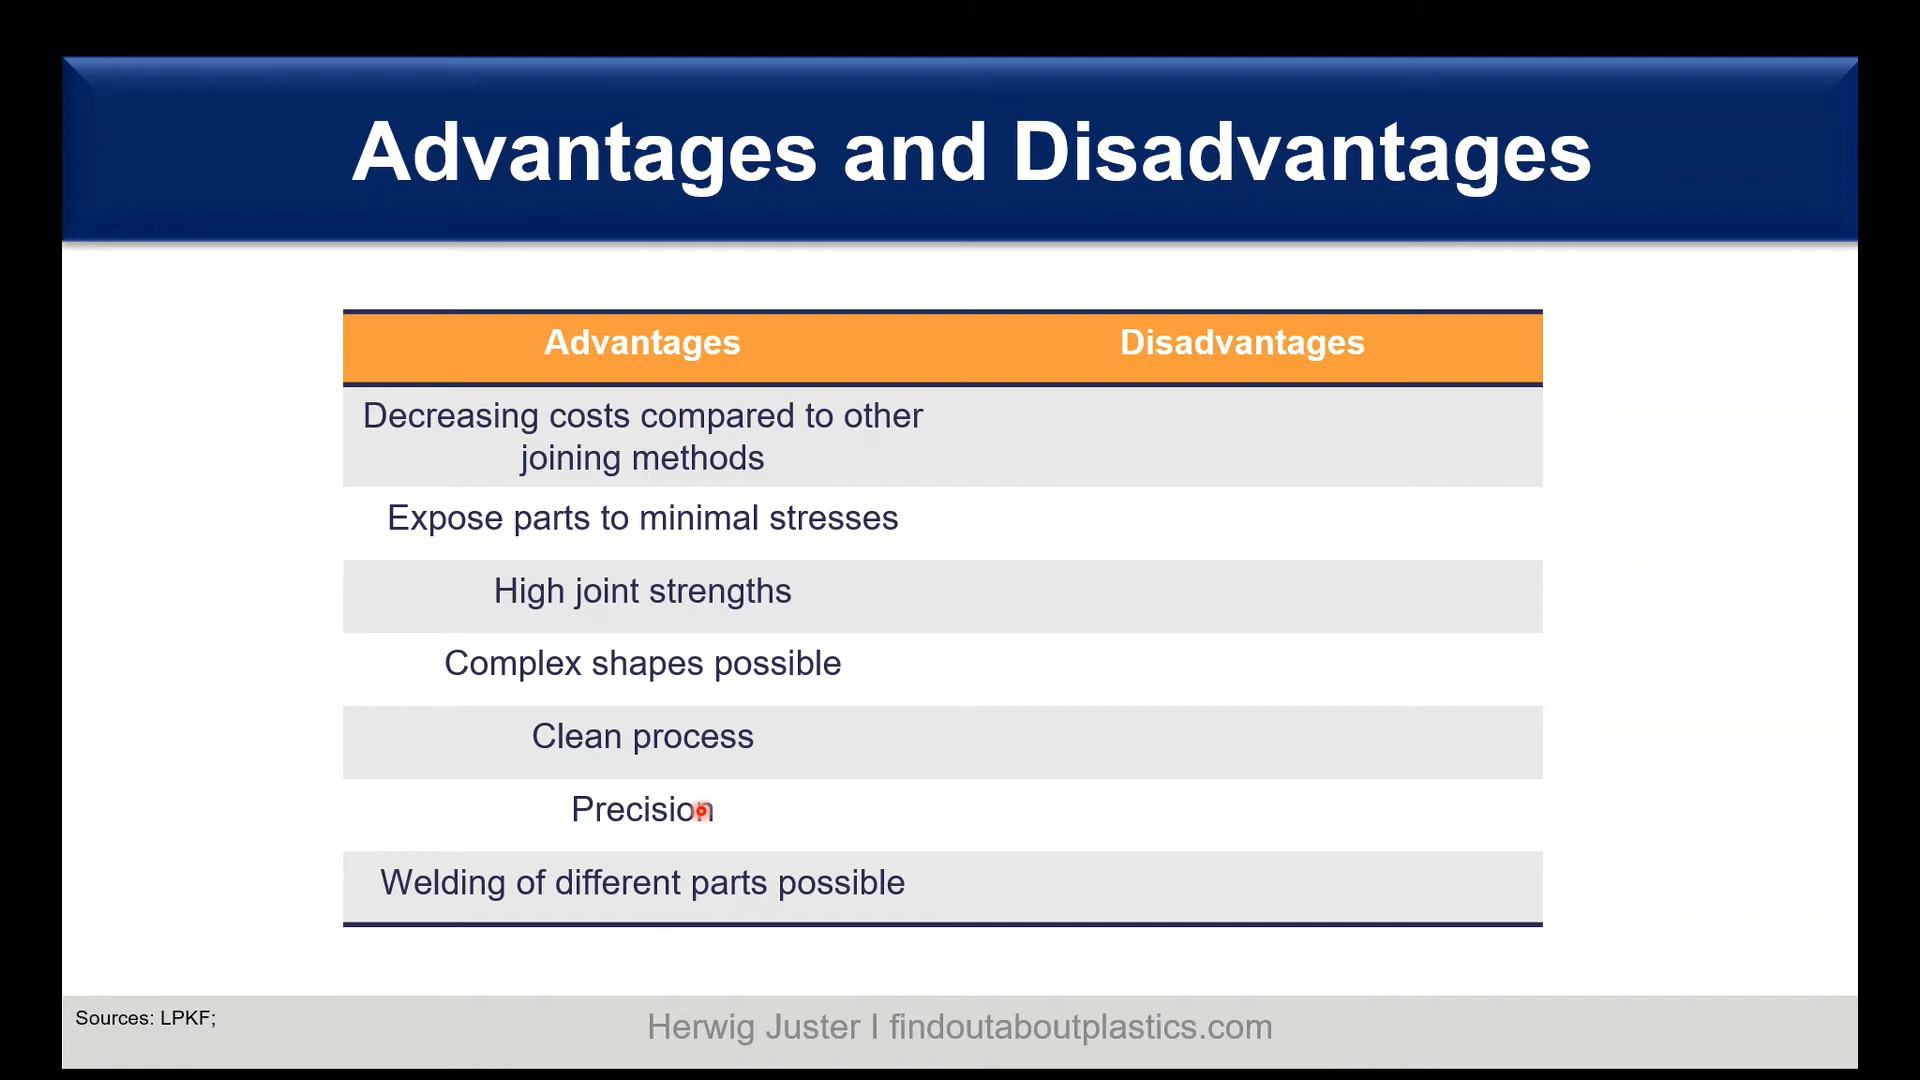 Advantages and Disadvantages
Advantages Disadvantages
Decreasing costs compared to other
joining methods
Expose parts to minimal stresses
High joint strengths
Complex shapes possible
Clean process
Precision
Welding of different parts possible
Sources: LPKF;
Herwig Juster I findoutaboutplastics.com